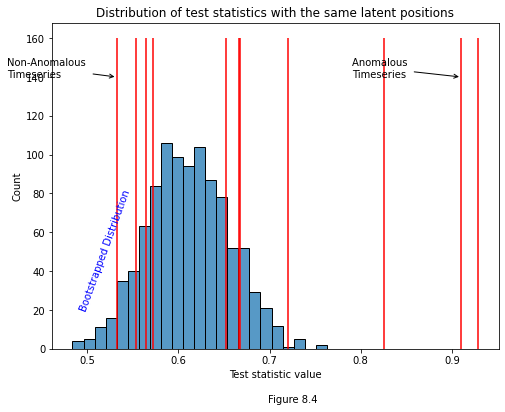 Distribution of test statistics with the same latent positions
160
140
120
100
80
60
40
20
0
Count
Non-Anomalous
Timeseries
Anomalous
Timeseries
Bootstrapped Distribution
0.5
0.6
0.7
0.8
0.9
Test statistic value
Figure 8.4